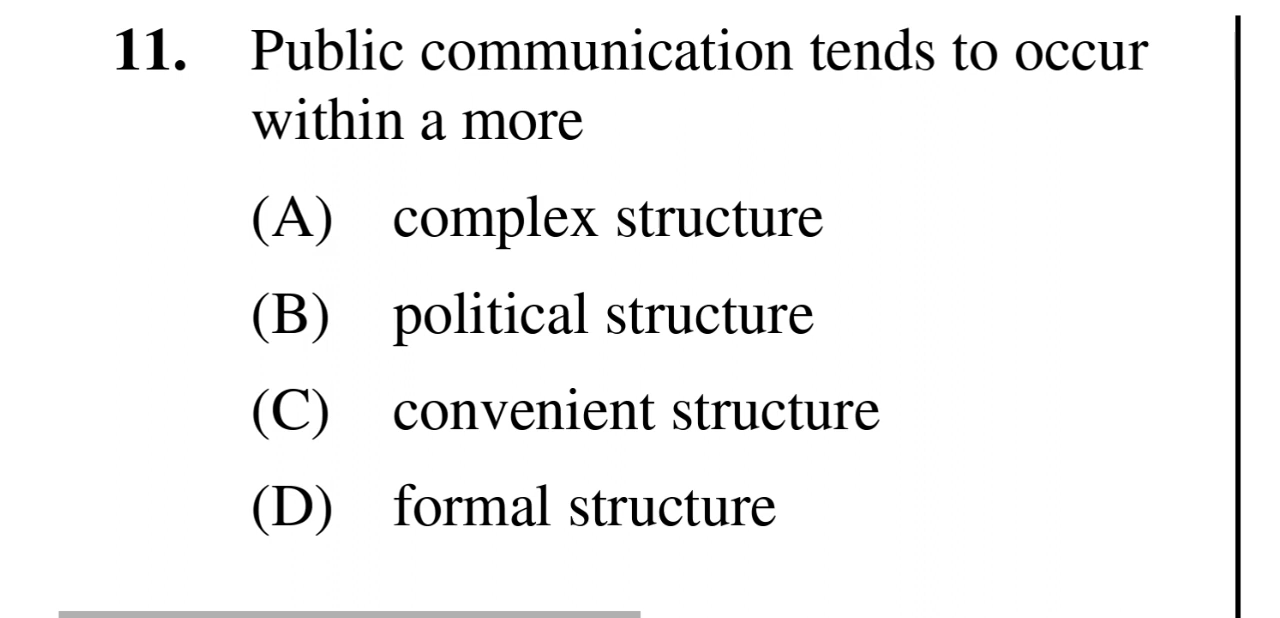 11. Public communication tends to occur
within a more
(A) complex structure
(B) political structure
(C) convenient structure
(D) formal structure